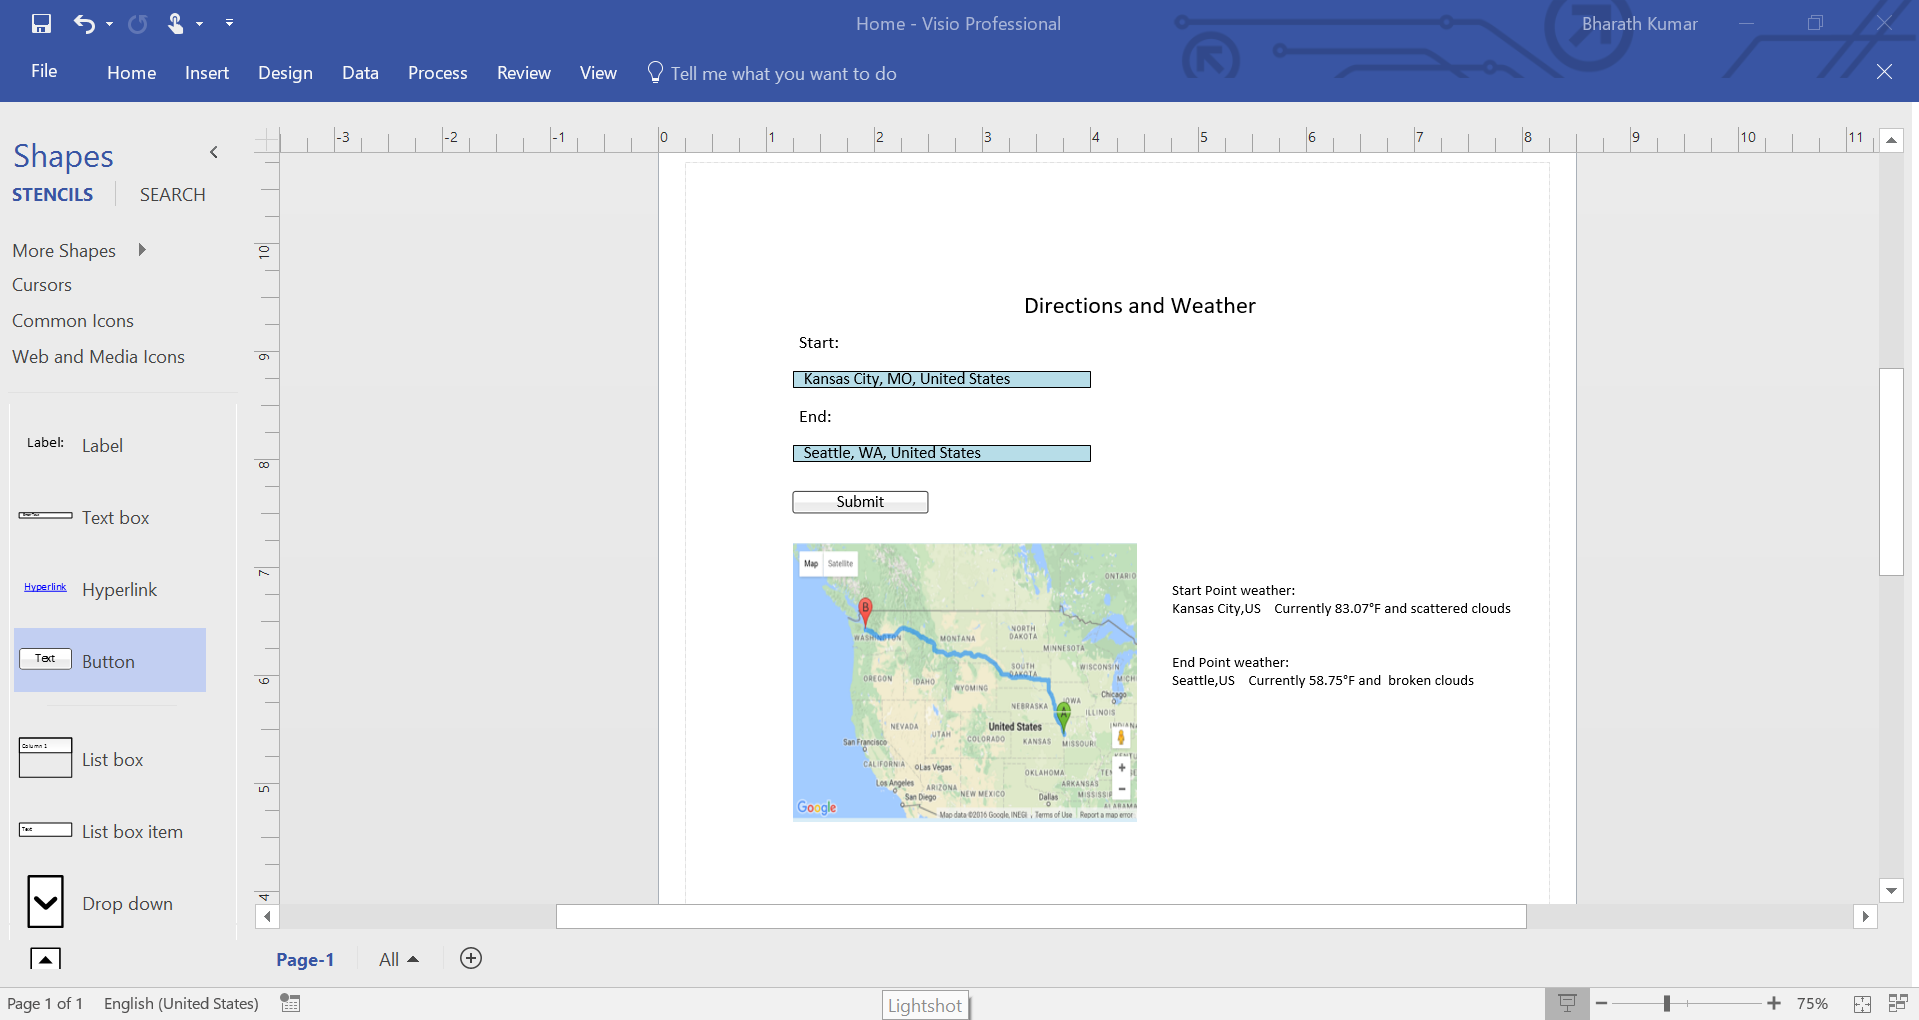 Home - Visio Professional
Bharath Kumar
File Home Insert Design Data Process Review View Tell me what you want to do
-3 -2 -1 0 1 2 3 4 5 6 7 8 9 10 11
Shapes
STENCILS SEARCH
More Shapes
Cursors
Common Icons
Web and Media Icons
Label: Label
Text box
Hyperlink Hyperlink
Text Button
Column 1 List box
Text List box item
Drop down
10
9
8
7
6
5
4
Directions and Weather
Start:
Kansas City, MO, United States
End:
Seattle, WA, United States
Submit
Map Satellite
ONTARIO
B
WASHINGTON
MONTANA
NORTH
DAKOTA
MINNESOTA
SOUTH
DAKOTA
WISCONSIN
MICH
OREGON
IDAHO
WYOMING
Chicago
NEBRASKA
IOWA
ILLINOIS
INDIANA
A
NEVADA
UTAH
United States
COLORADO
KANSAS
MISSOURI
San Francisco
CALIFORNIA
Las Vegas
OKLAHOMA
Los Angeles
ARIZONA
NEW MEXICO
ARKANSAS
San Diego
Dallas
MISSISSIPPI
ALABAMA
Google
Map data ©2016 Google, INEGI Terms of Use Report a map error
Start Point weather:
Kansas City,US Currently 83.07°F and scattered clouds
End Point weather:
Seattle,US Currently 58.75°F and broken clouds
Page-1 All
Page 1 of 1 English (United States)
Lightshot
75%